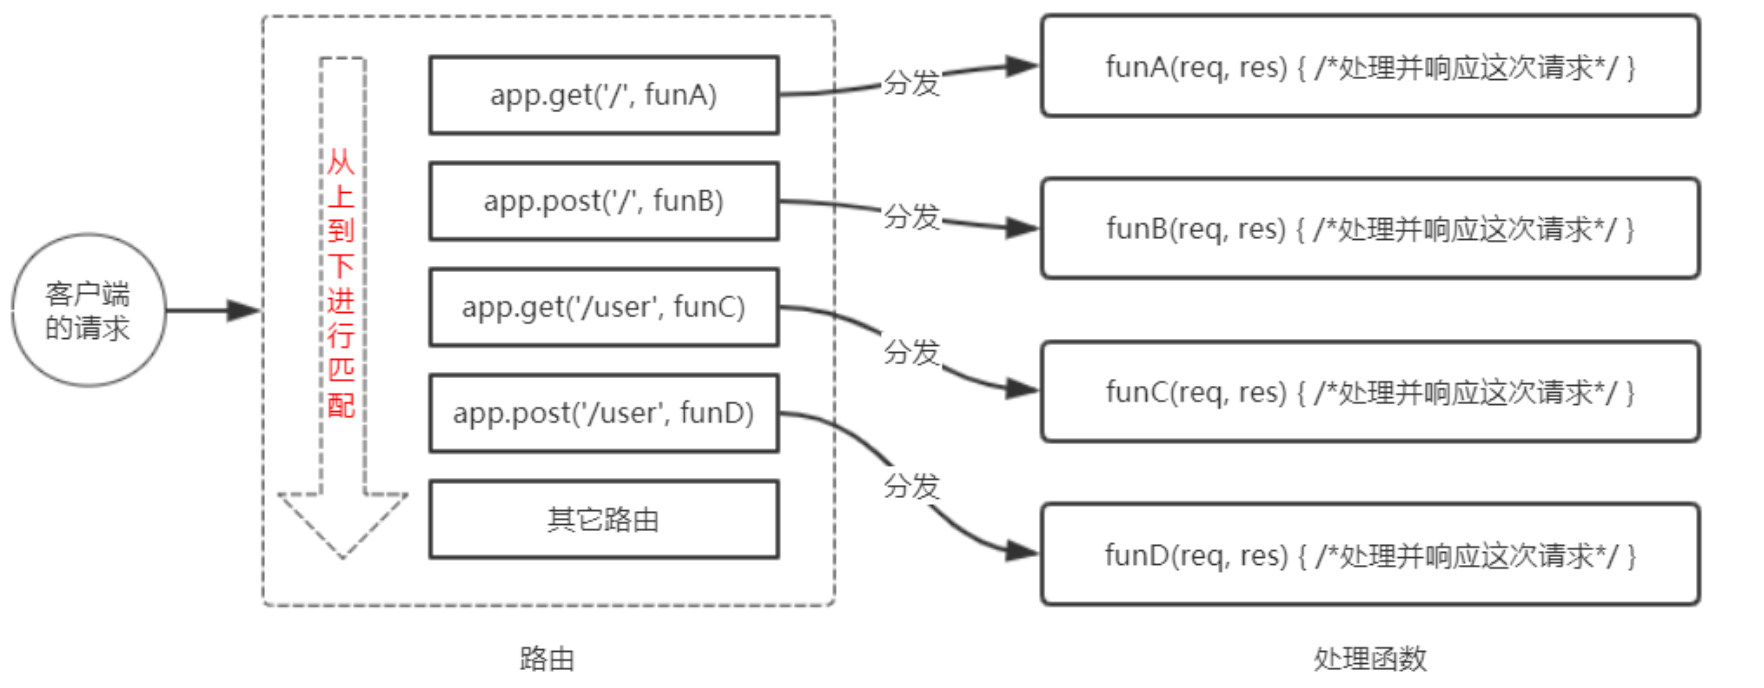 客户端
的请求
从上到下进行匹配
app.get('/', funA)
app.post('/', funB)
app.get('/user', funC)
app.post('/user', funD)
其它路由
分发
分发
分发
分发
funA(req, res) { /*处理并响应这次请求*/ }
funB(req, res) { /*处理并响应这次请求*/ }
funC(req, res) { /*处理并响应这次请求*/ }
funD(req, res) { /*处理并响应这次请求*/ }
路由
处理函数